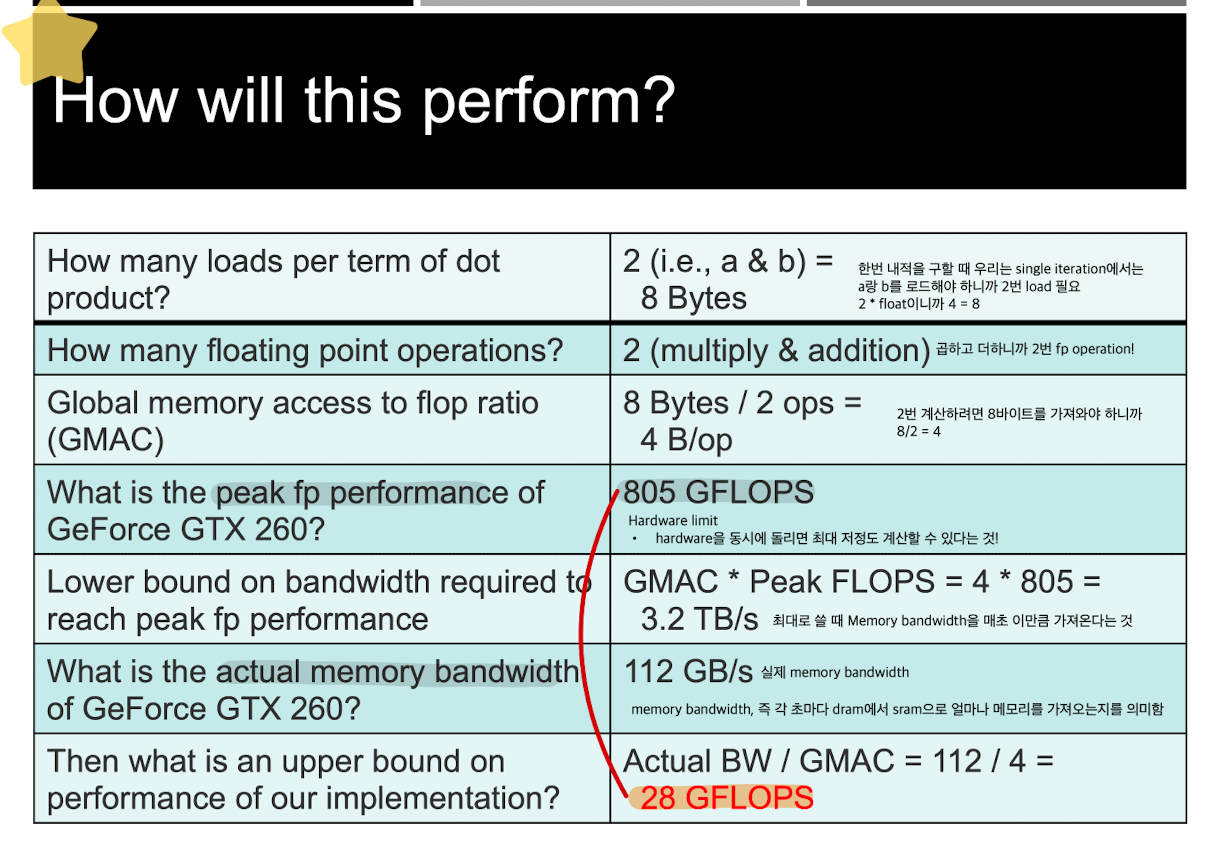 How will this perform?
How many loads per term of dot
product?
2 (i.e., a & b) =
8 Bytes
한번 내적을 구할 때 우리는 single iteration에서는
a랑 b를 로드해야 하니까 2번 load 필요
2 * float이니까 4 = 8
How many floating point operations?
2 (multiply & addition)
곱하고 더하니까 2번 fp operation!
Global memory access to flop ratio
(GMAC)
8 Bytes / 2 ops =
4 B/op
2번 계산하려면 8바이트를 가져와야 하니까
8/2 = 4
What is the peak fp performance of
GeForce GTX 260?
805 GFLOPS
Hardware limit
• hardware을 동시에 돌리면 최대 저정도 계산할 수 있다는 것!
Lower bound on bandwidth required to
reach peak fp performance
GMAC * Peak FLOPS = 4 * 805 =
3.2 TB/s
최대로 쓸 때 Memory bandwidth을 매초 이만큼 가져온다는 것
What is the actual memory bandwidth
of GeForce GTX 260?
112 GB/s
실제 memory bandwidth
memory bandwidth, 즉 각 초마다 dram에서 sram으로 얼마나 메모리를 가져오는지를 의미함
Then what is an upper bound on
performance of our implementation?
Actual BW / GMAC = 112 / 4 =
28 GFLOPS